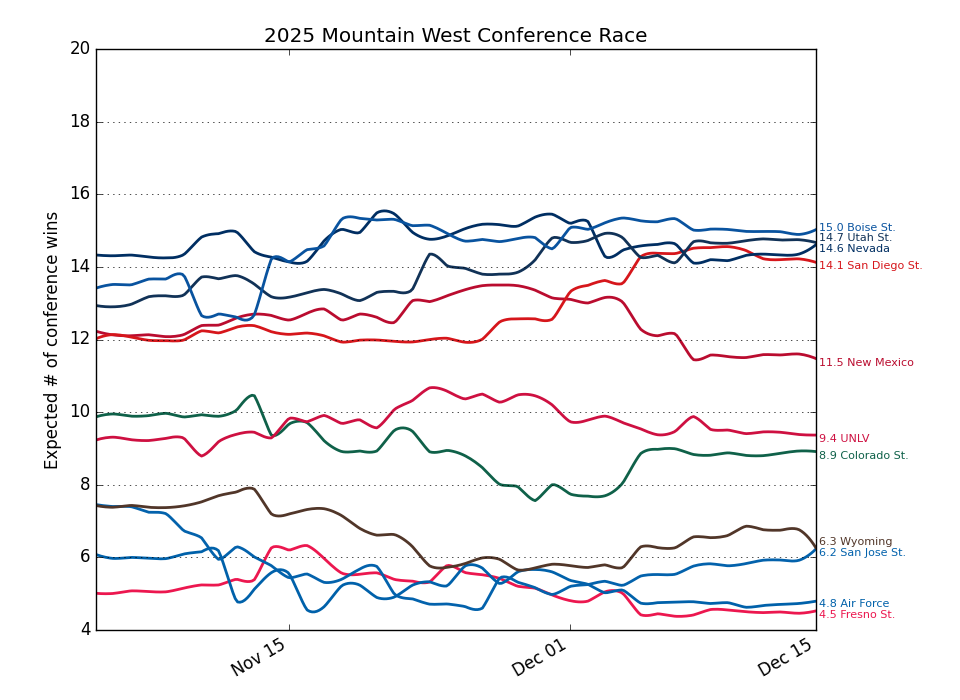 2025 Mountain West Conference Race
Expected # of conference wins
20
18
16
14
12
10
8
6
4
15.0 Boise St.
14.7 Utah St.
14.6 Nevada
14.1 San Diego St.
11.5 New Mexico
9.4 UNLV
8.9 Colorado St.
6.3 Wyoming
6.2 San Jose St.
4.8 Air Force
4.5 Fresno St.
Nov 15
Dec 01
Dec 15